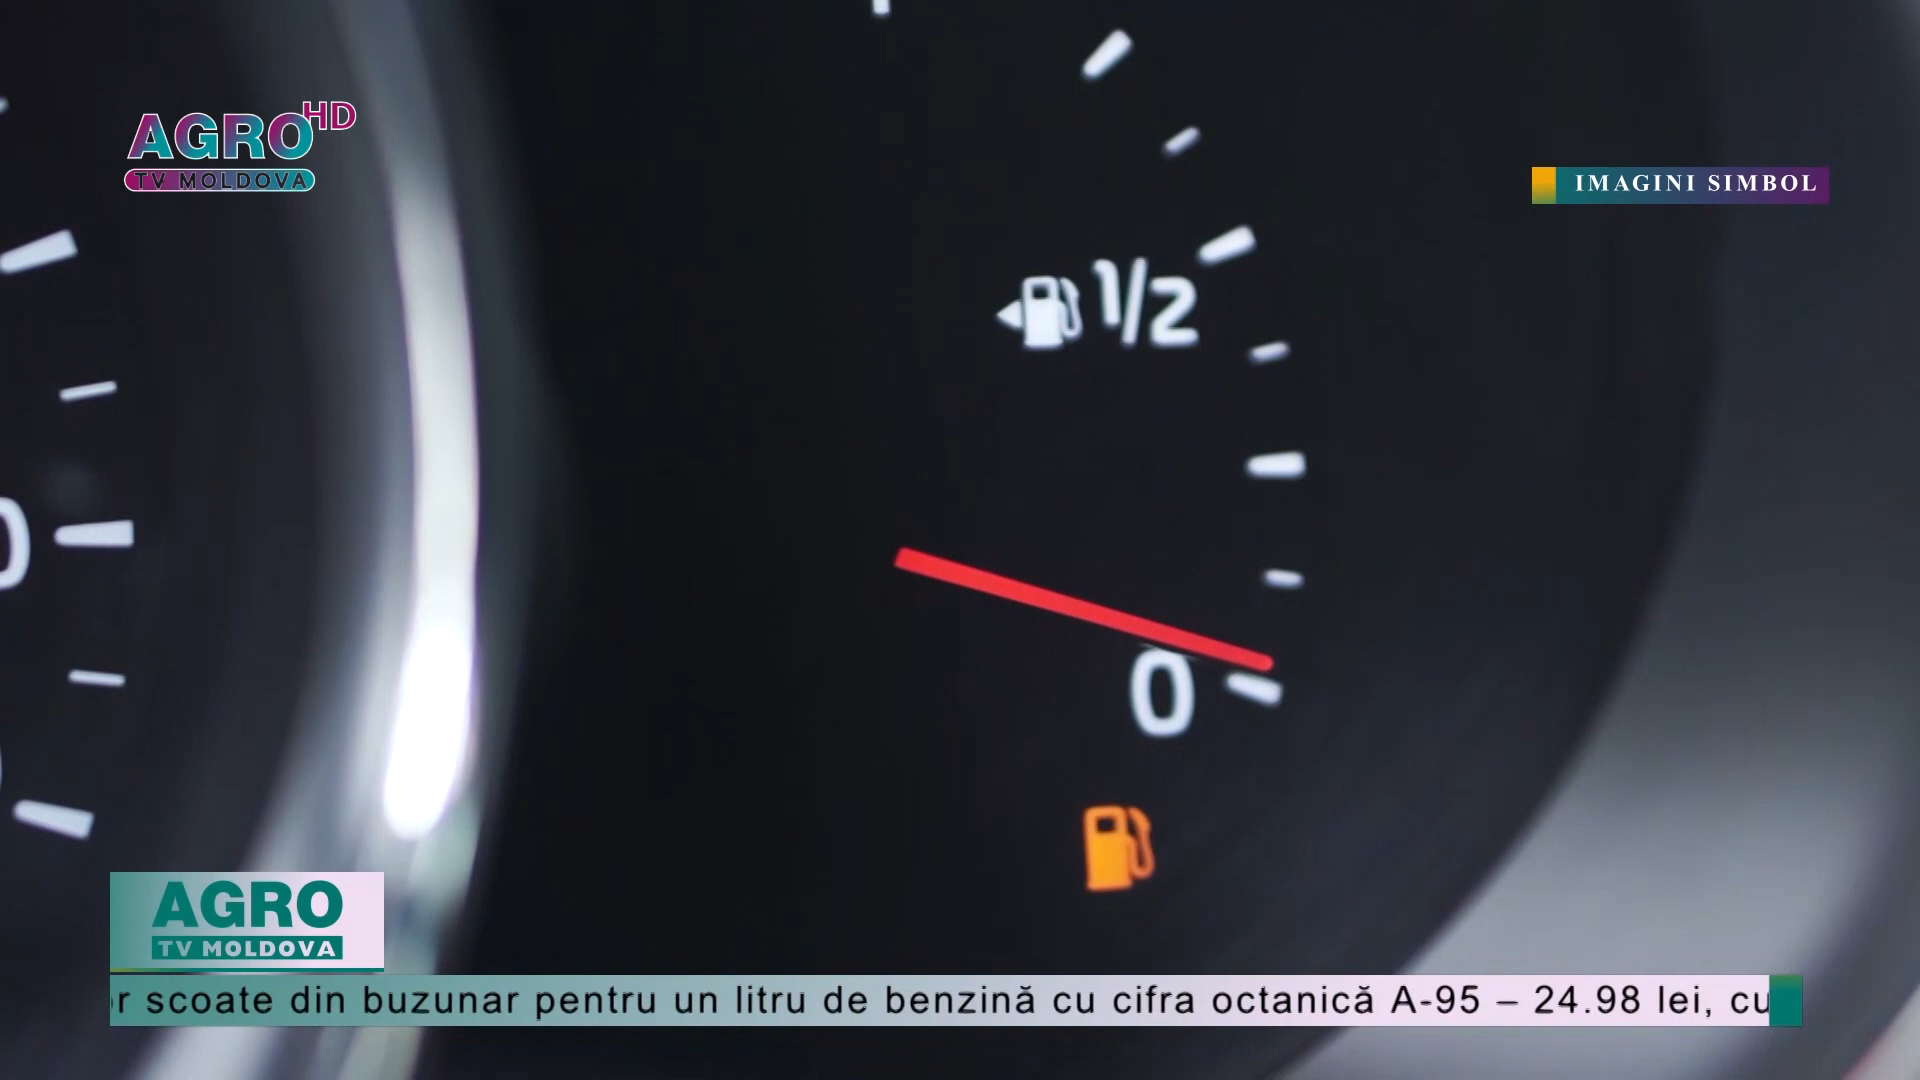 AGRO HD
TV MOLDOVA
IMAGINI SIMBOL
1/2
0
AGRO
TV MOLDOVA
scoate din buzunar pentru un litru de benzină cu cifra octanică A-95 – 24.98 lei, cu